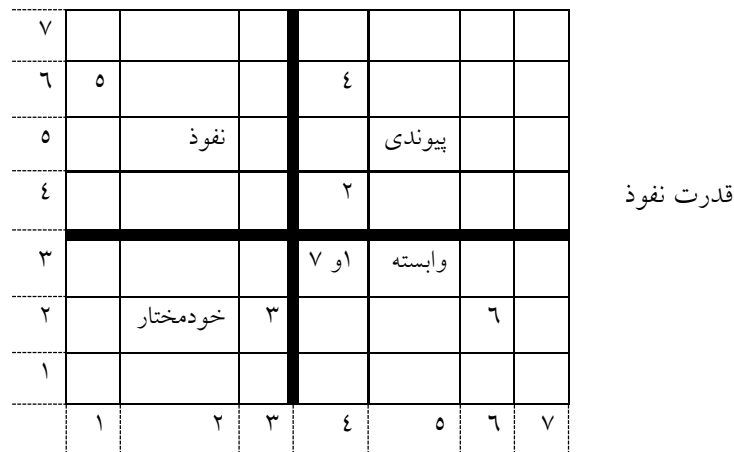 ٧
٦ ٥ ٤
٥ نفوذ پیوندی
قدرت نفوذ
٤ ٢
٣ ١و ٧ وابسته
٢ خودمختار ٣ ٦
١
١ ٢ ٣ ٤ ٥ ٦ ٧